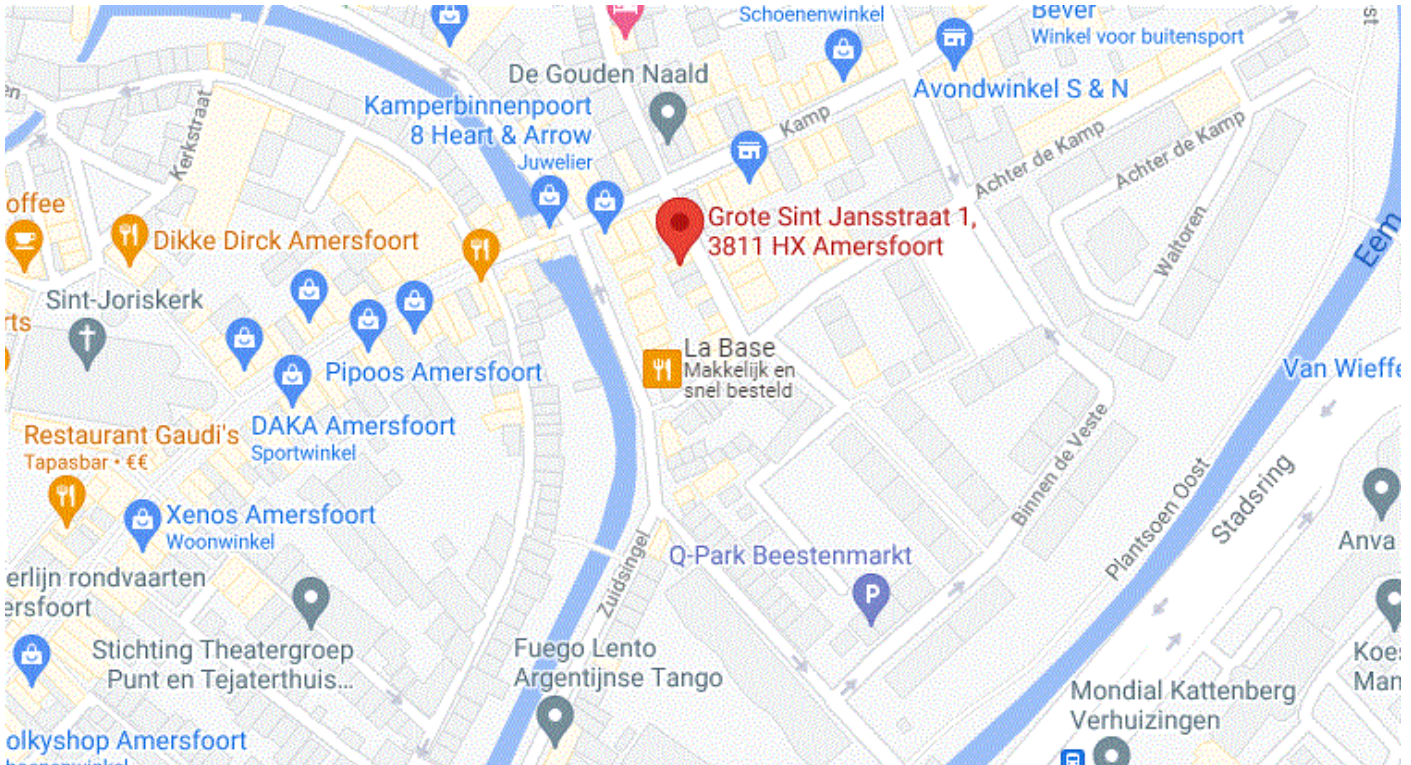 Schoenenwinkel
Bever
Winkel voor buitensport
De Gouden Naald
Avondwinkel S & N
Kamperbinnenpoort
8 Heart & Arrow
Juwelier
Kamp
Kerkstraat
Achter de Kamp
Achter de Kamp
offee
Dikke Dirck Amersfoort
Grote Sint Jansstraat 1,
3811 HX Amersfoort
Waltoren
Eem
Sint-Joriskerk
rts
La Base
Makkelijk en
snel besteld
Pipoos Amersfoort
Van Wieffe
DAKA Amersfoort
Sportwinkel
Restaurant Gaudi's
Tapasbar • €€
Binnen de Veste
Plantsoen Oost
Stadsring
Xenos Amersfoort
Woonwinkel
Q-Park Beestenmarkt
P
Anva
Zuidsingel
erlijn rondvaarten
ersfoort
Stichting Theatergroep
Punt en Tejaterthuis...
Fuego Lento
Argentijnse Tango
Koes
Man
Mondial Kattenberg
Verhuizingen
olkyshop Amersfoort